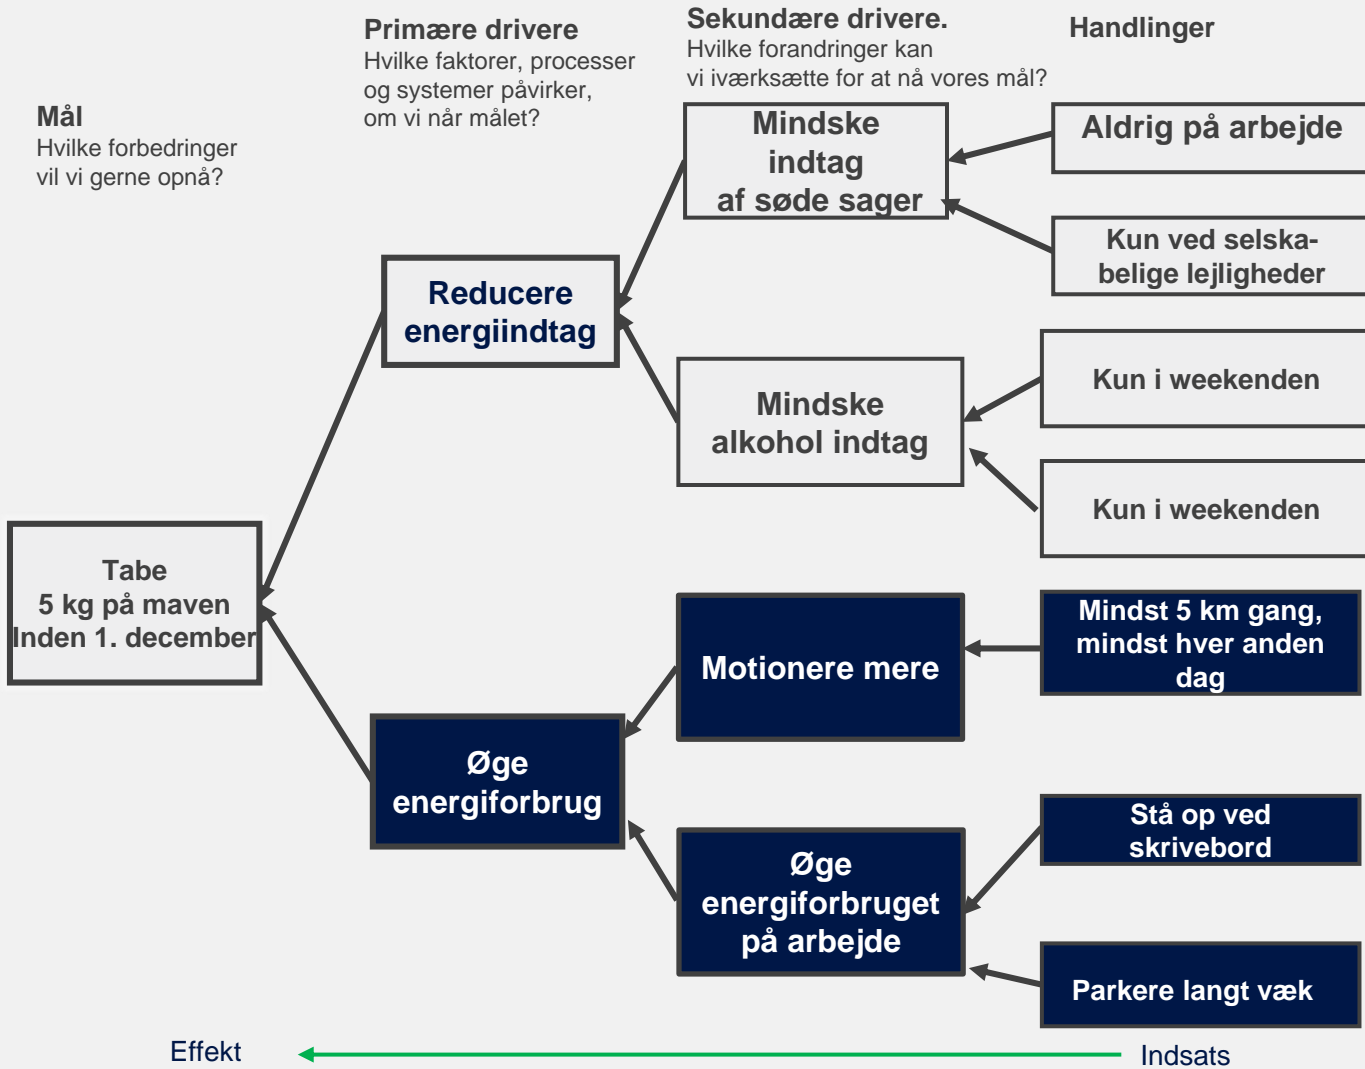 Mål
Hvilke forbedringer
vil vi gerne opnå?
Primære drivere
Hvilke faktorer, processer
og systemer påvirker,
om vi når målet?
Sekundære drivere.
Hvilke forandringer kan
vi iværksætte for at nå vores mål?
Handlinger
Tabe
5 kg på maven
Inden 1. december
Reducere
energiindtag
Øge
energiforbrug
Mindske
indtag
af søde sager
Mindske
alkohol indtag
Motionere mere
Øge
energiforbruget
på arbejde
Aldrig på arbejde
Kun ved selska-
belige lejligheder
Kun i weekenden
Kun i weekenden
Mindst 5 km gang,
mindst hver anden
dag
Stå op ved
skrivebord
Parkere langt væk
Effekt
Indsats